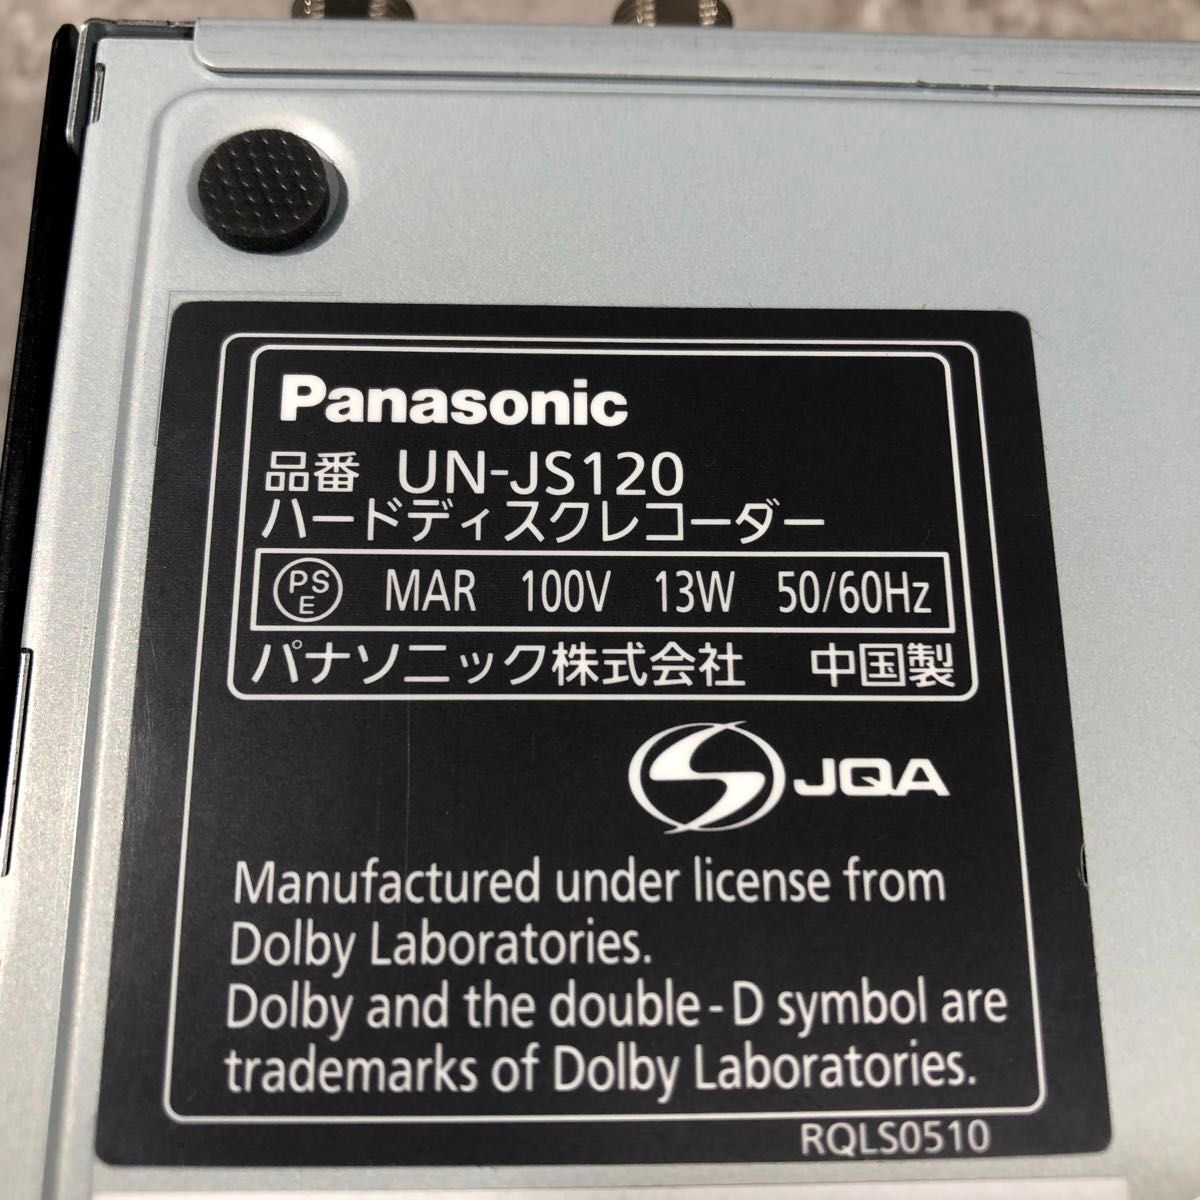 Panasonic
品番 UN-JS120
ハードディスクレコーダー
PS
E MAR 100V 13W 50/60Hz
パナソニック株式会社 中国製
JQA
Manufactured under license from
Dolby Laboratories.
Dolby and the double-D symbol are
trademarks of Dolby Laboratories.
RQLS0510